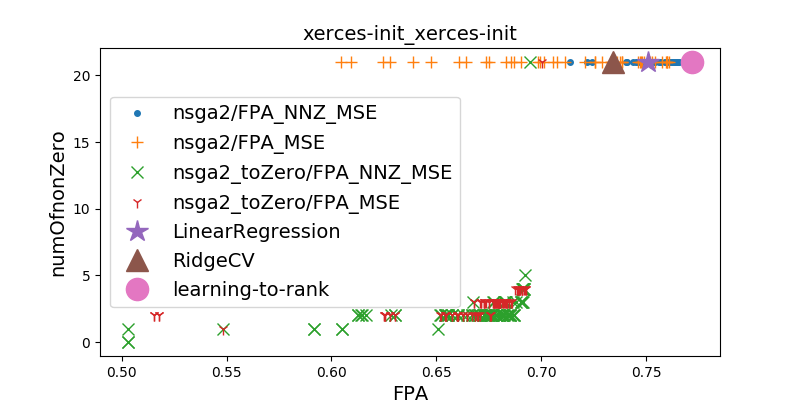 xerces-init_xerces-init
numOfnonZero
20
15
10
5
0
nsga2/FPA_NNZ_MSE
nsga2/FPA_MSE
nsga2_toZero/FPA_NNZ_MSE
nsga2_toZero/FPA_MSE
LinearRegression
RidgeCV
learning-to-rank
0.50 0.55 0.60 0.65 0.70 0.75
FPA